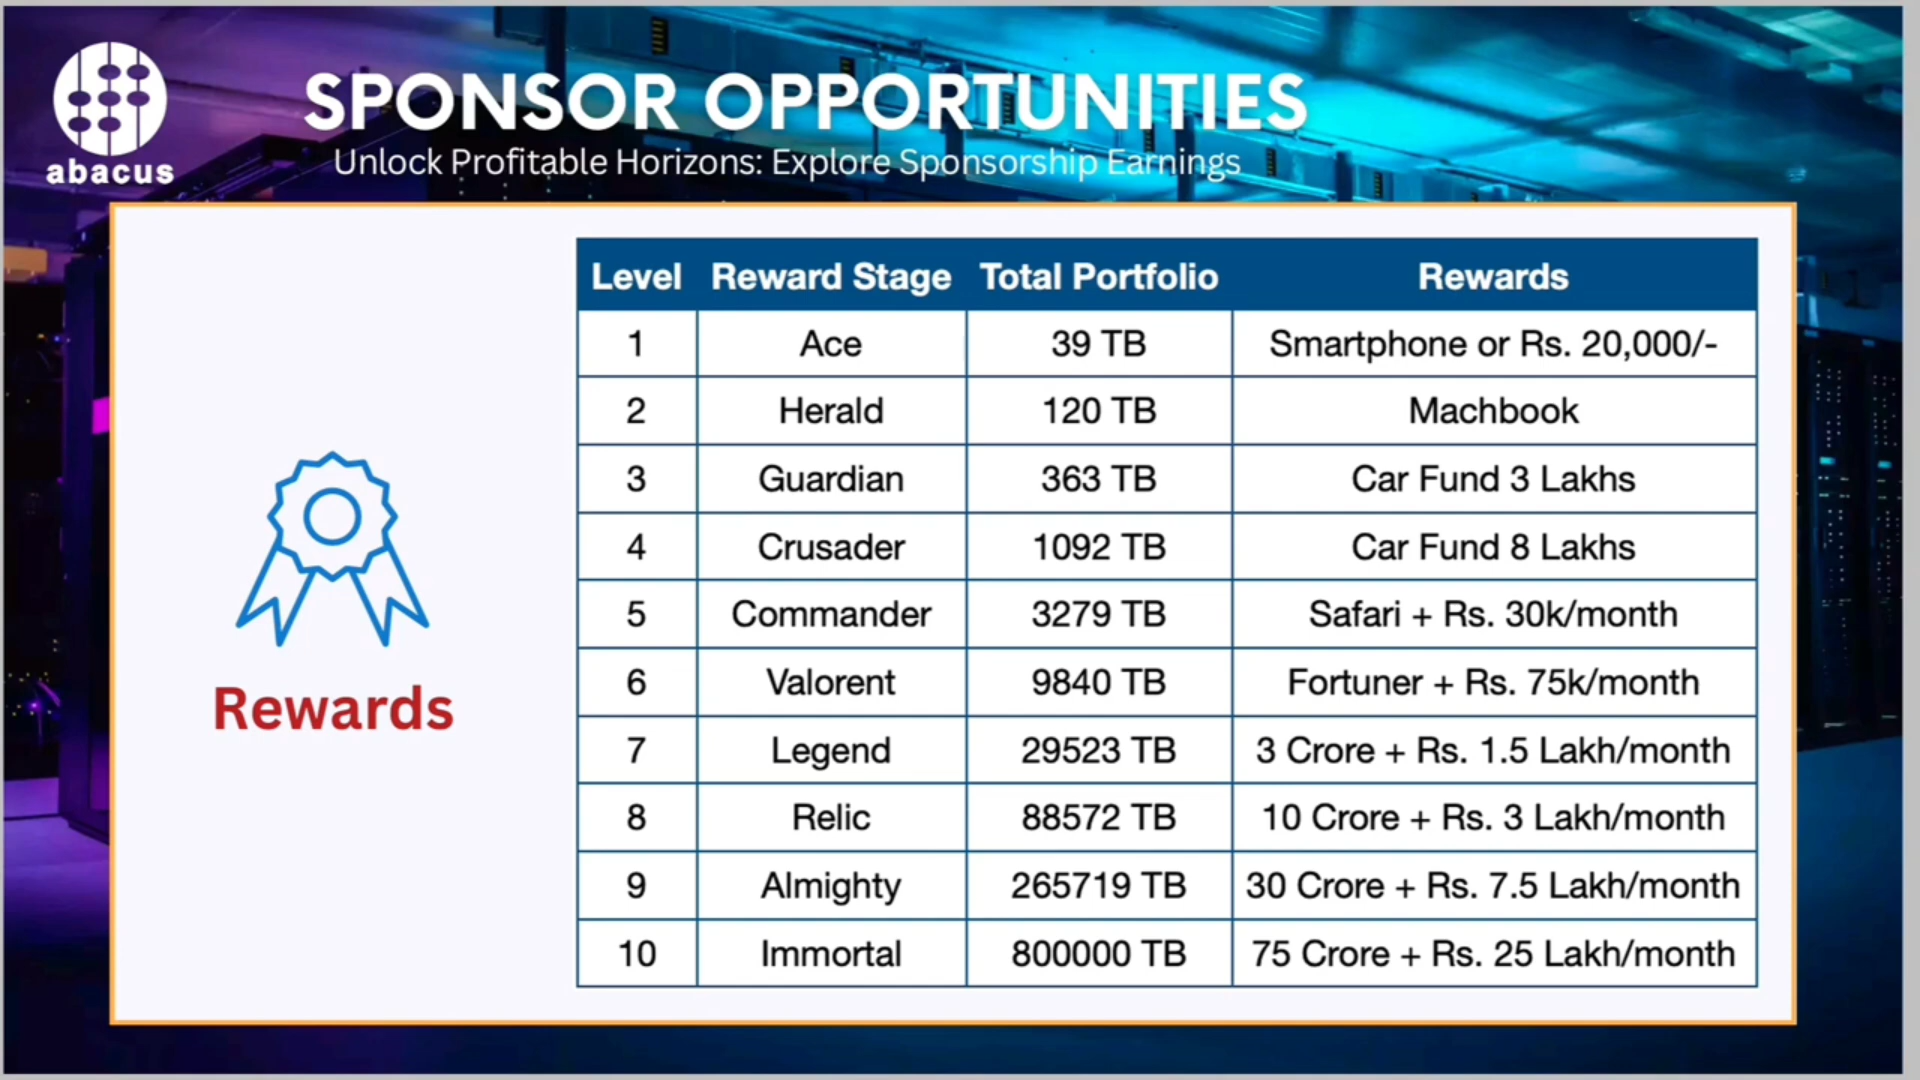 abacus
SPONSOR OPPORTUNITIES
Unlock Profitable Horizons: Explore Sponsorship Earnings
Rewards
Level Reward Stage Total Portfolio Rewards
1 Ace 39 TB Smartphone or Rs. 20,000/-
2 Herald 120 TB Machbook
3 Guardian 363 TB Car Fund 3 Lakhs
4 Crusader 1092 TB Car Fund 8 Lakhs
5 Commander 3279 TB Safari + Rs. 30k/month
6 Valorent 9840 TB Fortuner + Rs. 75k/month
7 Legend 29523 TB 3 Crore + Rs. 1.5 Lakh/month
8 Relic 88572 TB 10 Crore + Rs. 3 Lakh/month
9 Almighty 265719 TB 30 Crore + Rs. 7.5 Lakh/month
10 Immortal 800000 TB 75 Crore + Rs. 25 Lakh/month